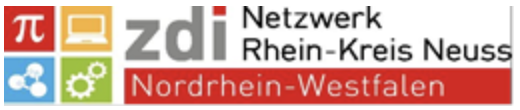 π
zdi
Netzwerk
Rhein-Kreis Neuss
Nordrhein-Westfalen